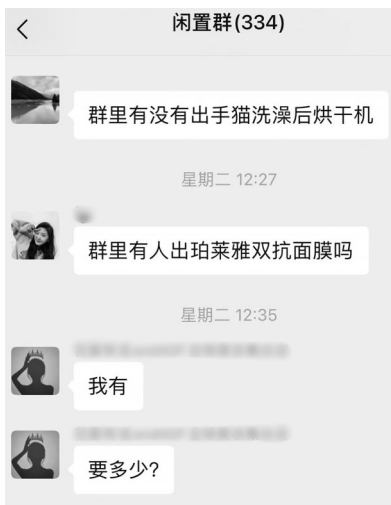 闲置群(334)
群里有没有出手猫洗澡后烘干机
星期二 12:27
群里有人出珀莱雅双抗面膜吗
星期二 12:35
我有
要多少?